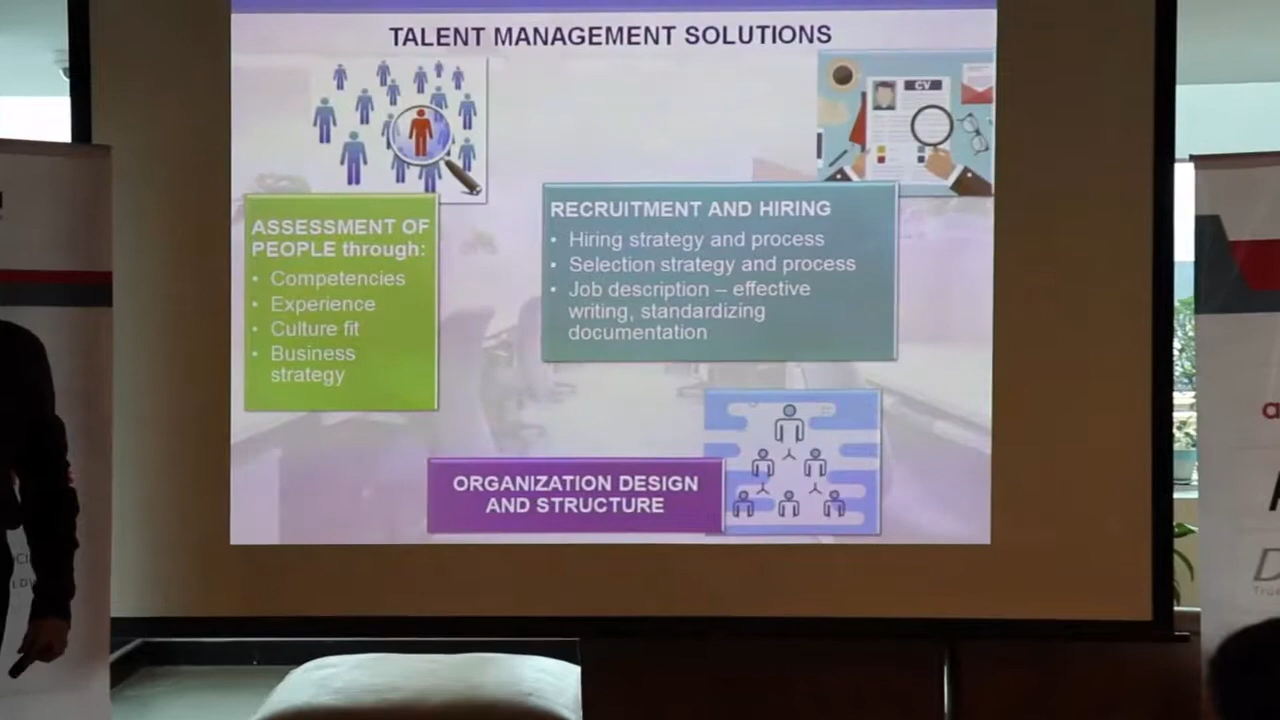 TALENT MANAGEMENT SOLUTIONS
CV
ASSESSMENT OF
PEOPLE through:
• Competencies
• Experience
• Culture fit
• Business
strategy
RECRUITMENT AND HIRING
• Hiring strategy and process
• Selection strategy and process
• Job description – effective
writing, standardizing
documentation
ORGANIZATION DESIGN
AND STRUCTURE